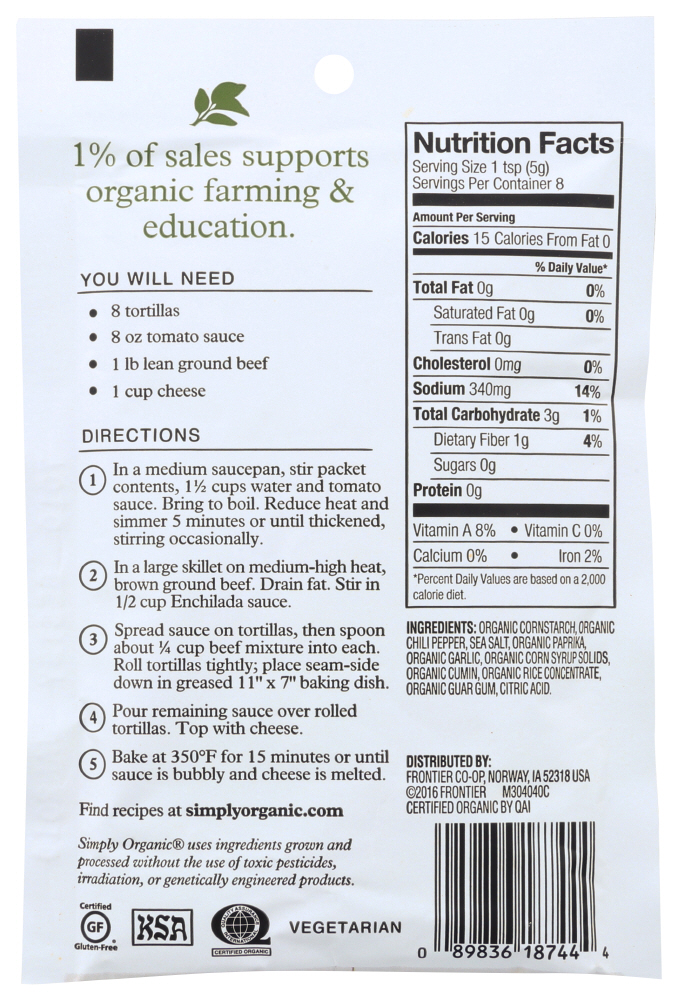 1% of sales supports
organic farming &
education.
YOU WILL NEED
• 8 tortillas
• 8 oz tomato sauce
• 1 lb lean ground beef
• 1 cup cheese
DIRECTIONS
1 In a medium saucepan, stir packet
contents, 1½ cups water and tomato
sauce. Bring to boil. Reduce heat and
simmer 5 minutes or until thickened,
stirring occasionally.
2 In a large skillet on medium-high heat,
brown ground beef. Drain fat. Stir in
1/2 cup Enchilada sauce.
3 Spread sauce on tortillas, then spoon
about ¼ cup beef mixture into each.
Roll tortillas tightly; place seam-side
down in greased 11" x 7" baking dish.
4 Pour remaining sauce over rolled
tortillas. Top with cheese.
5 Bake at 350°F for 15 minutes or until
sauce is bubbly and cheese is melted.
Find recipes at simplyorganic.com
Simply Organic® uses ingredients grown and
processed without the use of toxic pesticides,
irradiation, or genetically engineered products.
Certified
GF
Gluten-Free
KSA
QUALITY ASSURANCE
INTERNATIONAL
CERTIFIED ORGANIC
VEGETARIAN
Nutrition Facts
Serving Size 1 tsp (5g)
Servings Per Container 8
Amount Per Serving
Calories 15 Calories From Fat 0
% Daily Value*
Total Fat 0g 0%
Saturated Fat 0g 0%
Trans Fat 0g
Cholesterol 0mg 0%
Sodium 340mg 14%
Total Carbohydrate 3g 1%
Dietary Fiber 1g 4%
Sugars 0g
Protein 0g
Vitamin A 8% • Vitamin C 0%
Calcium 0% • Iron 2%
*Percent Daily Values are based on a 2,000
calorie diet.
INGREDIENTS: ORGANIC CORNSTARCH, ORGANIC
CHILI PEPPER, SEA SALT, ORGANIC PAPRIKA,
ORGANIC GARLIC, ORGANIC CORN SYRUP SOLIDS,
ORGANIC CUMIN, ORGANIC RICE CONCENTRATE,
ORGANIC GUAR GUM, CITRIC ACID.
DISTRIBUTED BY:
FRONTIER CO-OP, NORWAY, IA 52318 USA
©2016 FRONTIER M304040C
CERTIFIED ORGANIC BY QAI
0 89836 18744 4